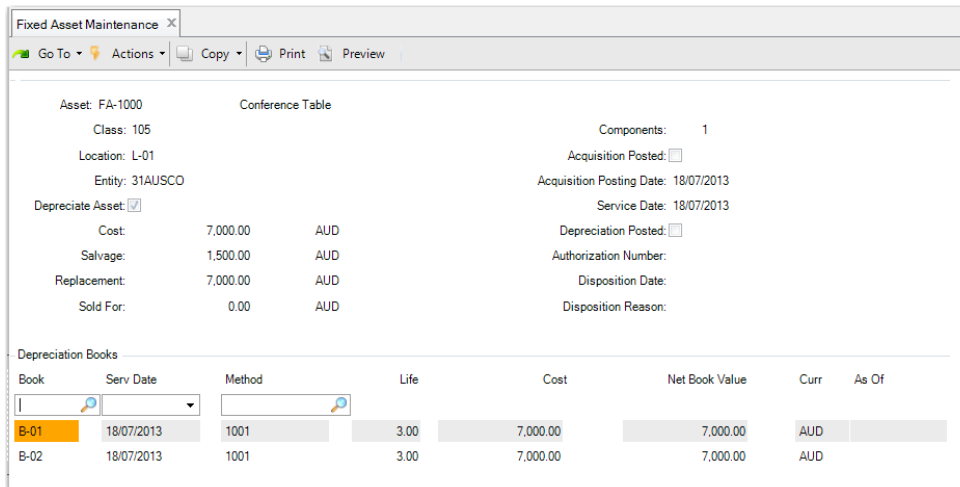 Fixed Asset Maintenance X
Go To Actions Copy Print Preview
Asset: FA-1000 Conference Table
Class: 105 Components: 1
Location: L-01 Acquisition Posted:
Entity: 31AUSCO Acquisition Posting Date: 18/07/2013
Depreciate Asset: Service Date: 18/07/2013
Cost: 7,000.00 AUD Depreciation Posted:
Salvage: 1,500.00 AUD Authorization Number:
Replacement: 7,000.00 AUD Disposition Date:
Sold For: 0.00 AUD Disposition Reason:
Depreciation Books
Book Serv Date Method Life Cost Net Book Value Curr As Of
B-01 18/07/2013 1001 3.00 7,000.00 7,000.00 AUD
B-02 18/07/2013 1001 3.00 7,000.00 7,000.00 AUD